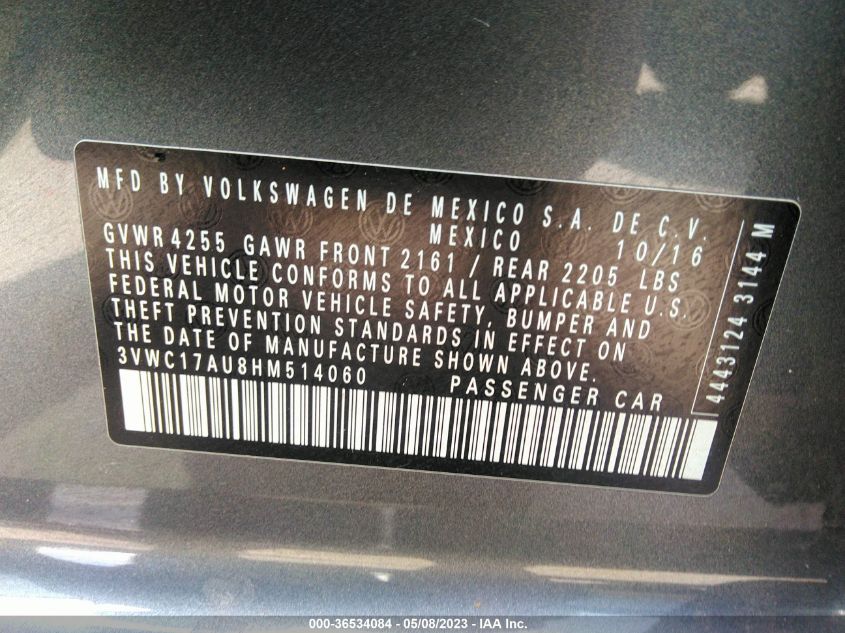 MFD BY VOLKSWAGEN DE MEXICO S.A. DE C.V.
MEXICO 10/16
GVWR 4255 GAWR FRONT 2161 / REAR 2205 LBS
THIS VEHICLE CONFORMS TO ALL APPLICABLE U.S.
FEDERAL MOTOR VEHICLE SAFETY, BUMPER AND
THEFT PREVENTION STANDARDS IN EFFECT ON
THE DATE OF MANUFACTURE SHOWN ABOVE.
3VWC17AU8HM514060 PASSENGER CAR
4443124 3144 M
000-36534084 - 05/08/2023 - IAA Inc.